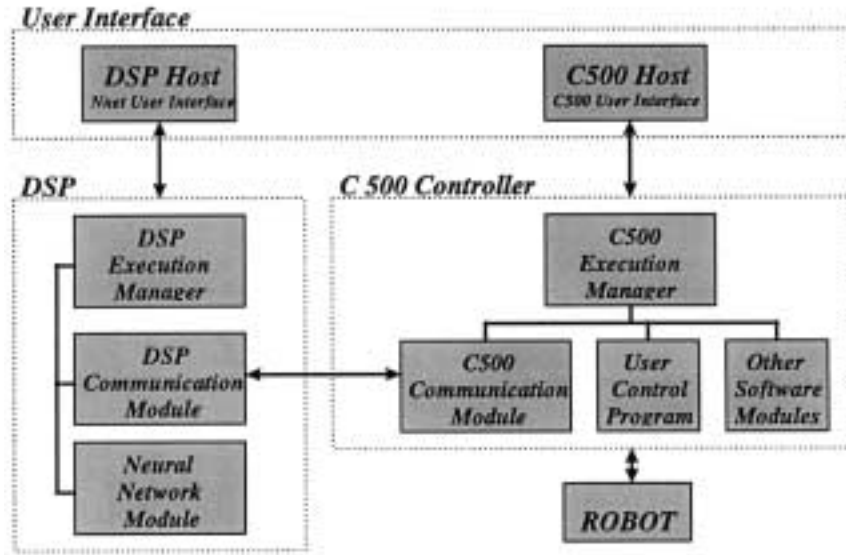 User Interface
DSP Host
Nnet User Interface
C500 Host
C500 User Interface
DSP
DSP
Execution
Manager
DSP
Communication
Module
Neural
Network
Module
C 500 Controller
C500
Execution
Manager
C500
Communication
Module
User
Control
Program
Other
Software
Modules
ROBOT